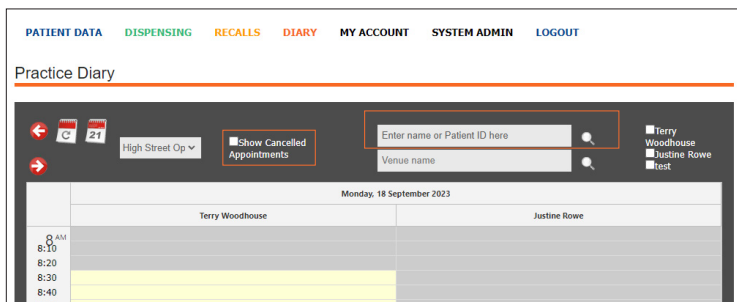 PATIENT DATA DISPENSING RECALLS DIARY MY ACCOUNT SYSTEM ADMIN LOGOUT
Practice Diary
21
High Street Op
Show Cancelled
Appointments
Enter name or Patient ID here
Venue name
Terry
Woodhouse
Justine Rowe
test
Monday, 18 September 2023
Terry Woodhouse Justine Rowe
8 AM
8:10
8:20
8:30
8:40